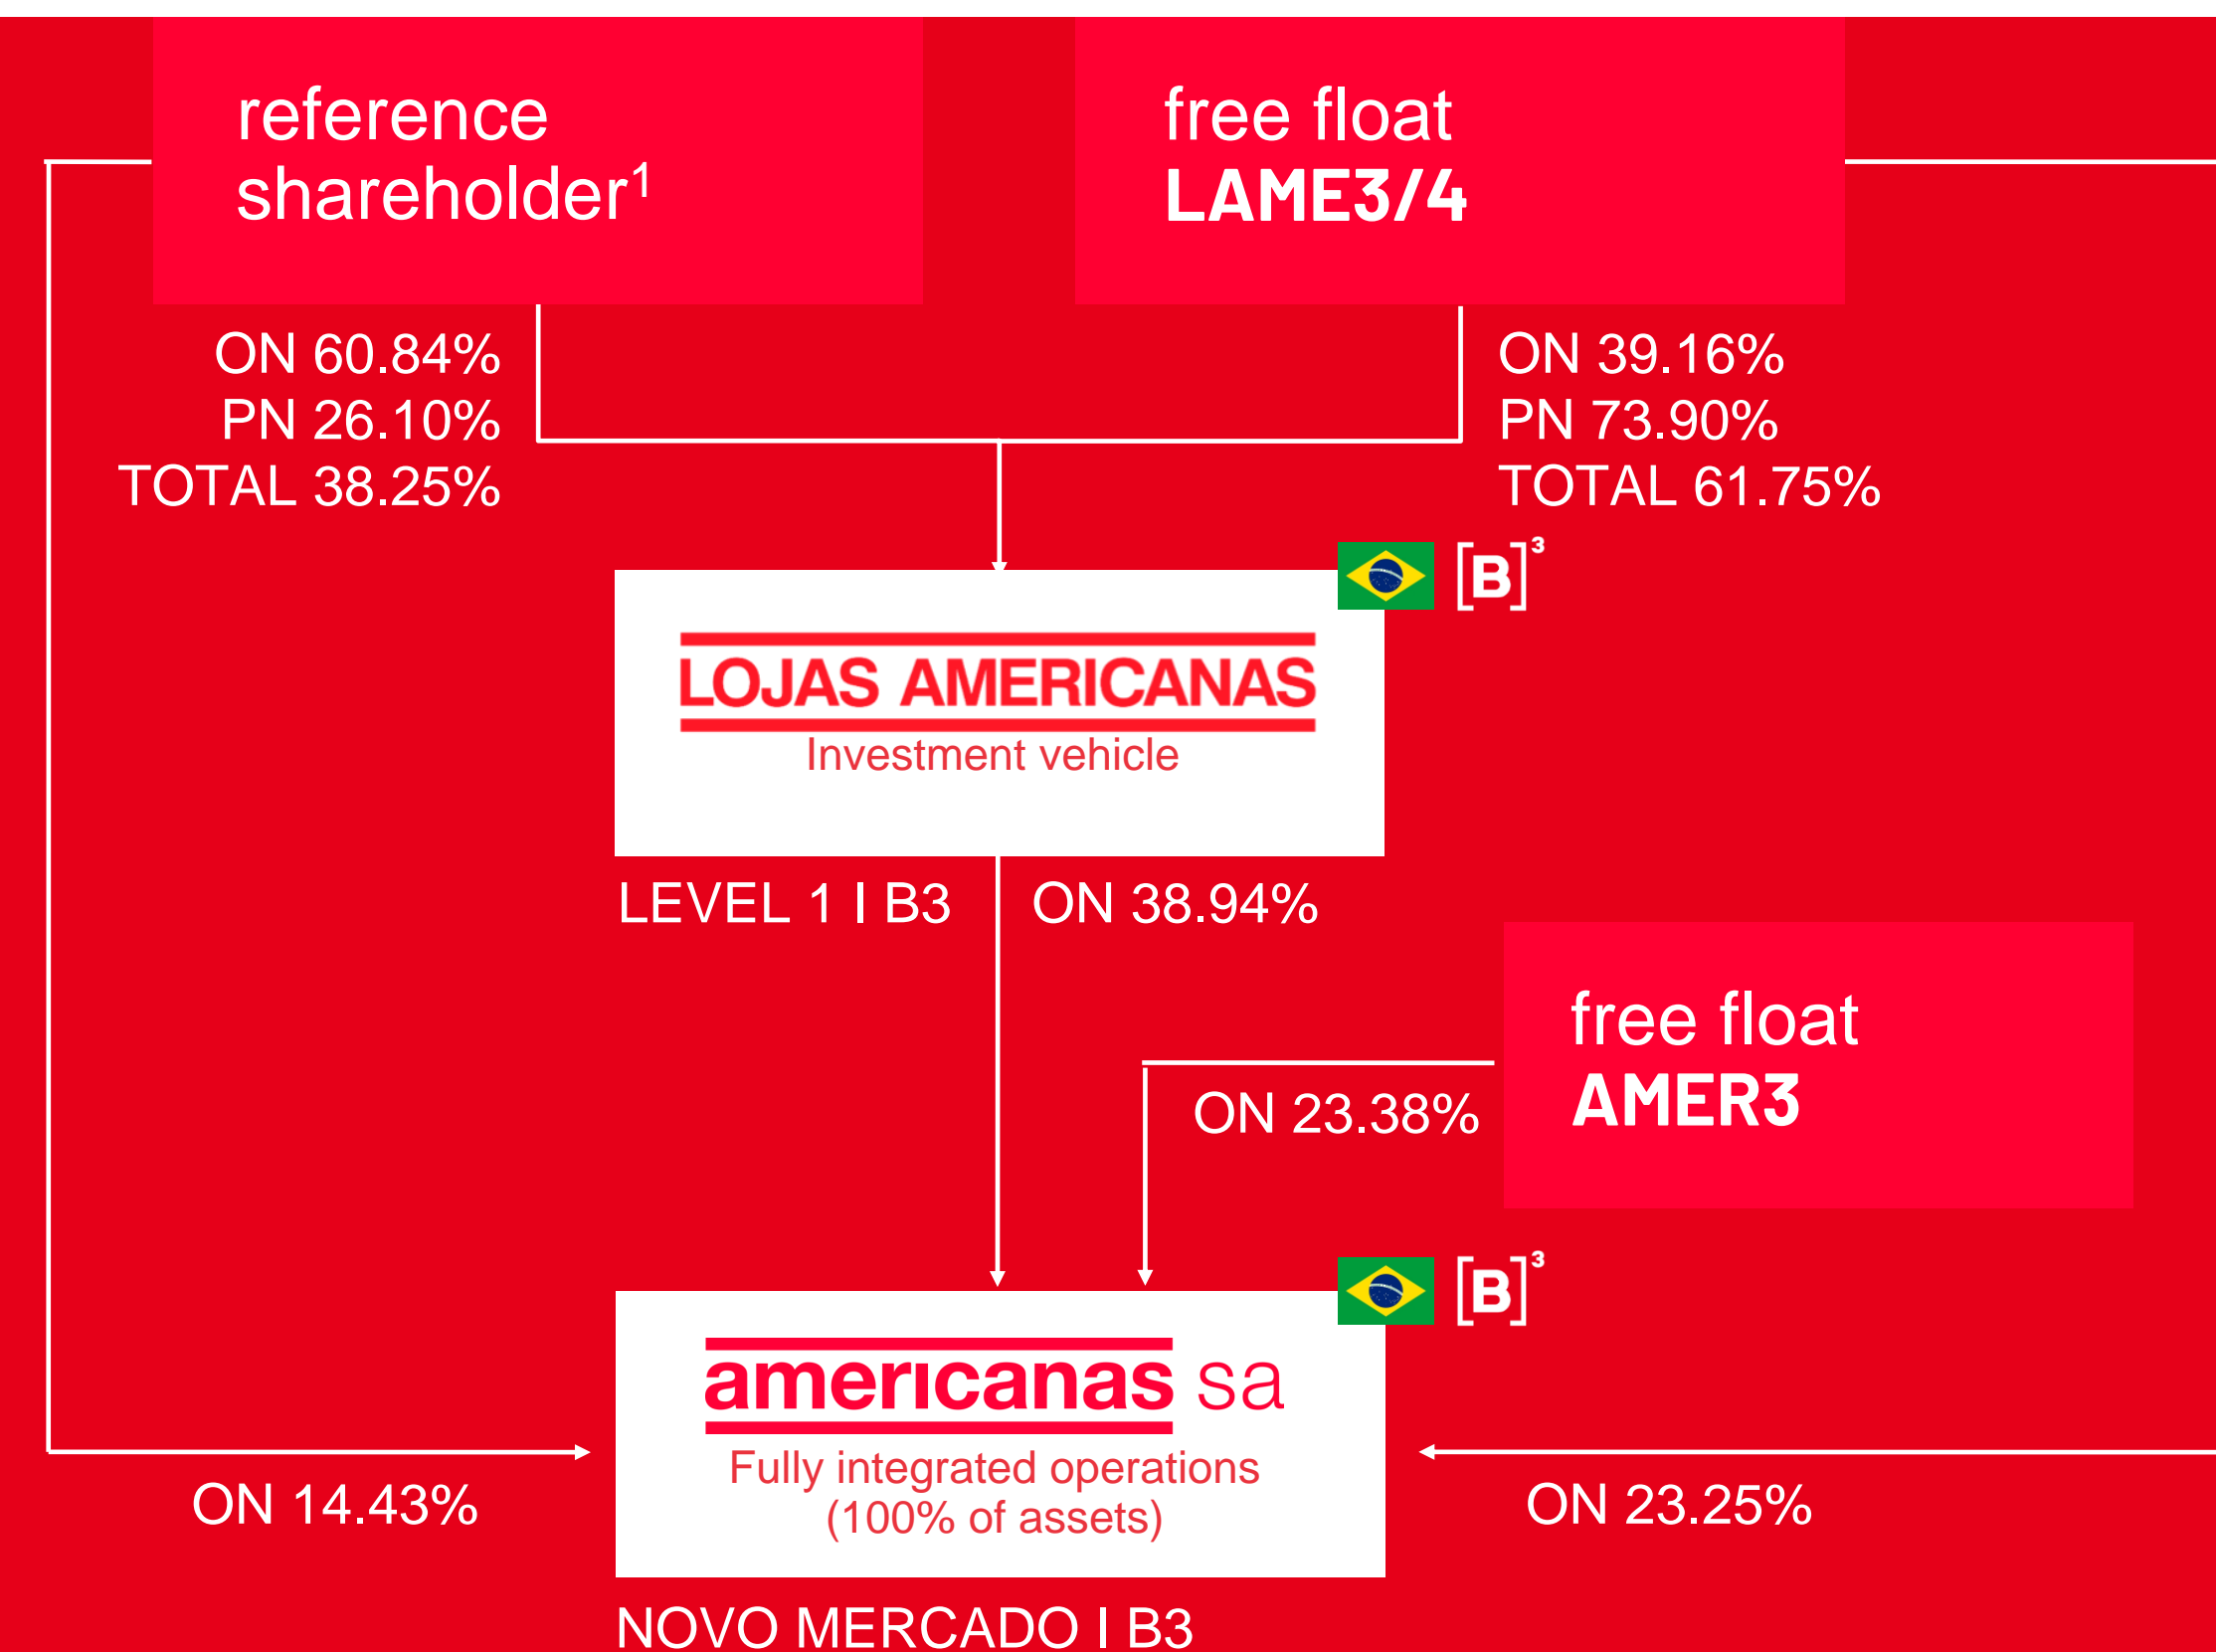 reference
shareholder¹
free float
LAME3/4
ON 60.84%
PN 26.10%
TOTAL 38.25%
ON 39.16%
PN 73.90%
TOTAL 61.75%
[B]³
LOJAS AMERICANAS
Investment vehicle
LEVEL 1 I B3
ON 38.94%
free float
AMER3
ON 23.38%
[B]³
americanas sa
Fully integrated operations
(100% of assets)
ON 14.43%
ON 23.25%
NOVO MERCADO I B3